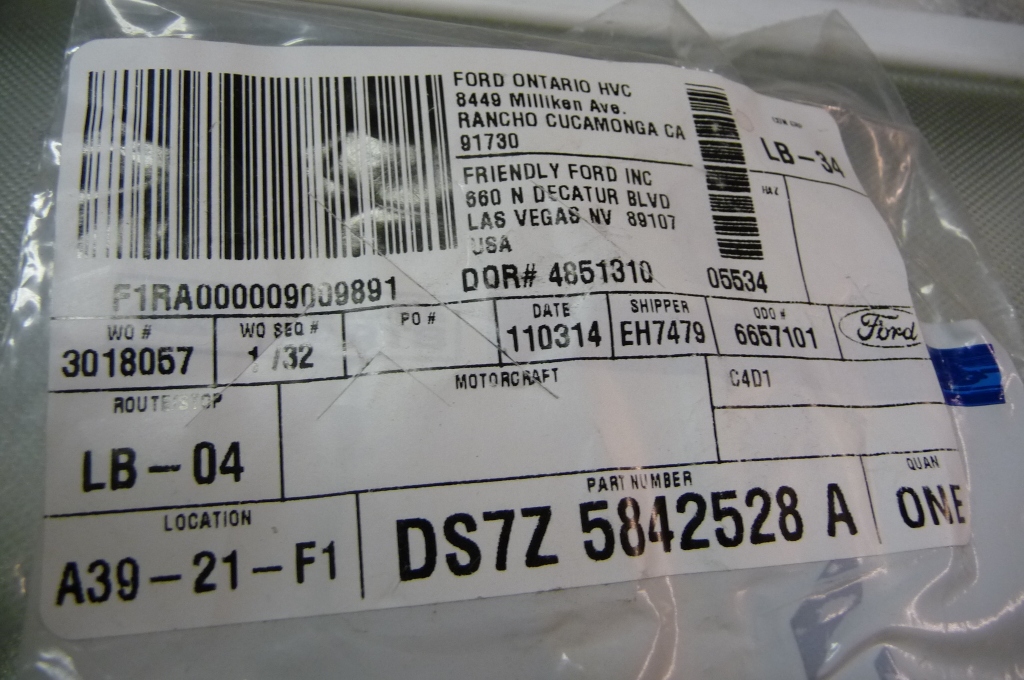 FORD ONTARIO HVC
8449 Milliken Ave.
RANCHO CUCAMONGA CA
91730
FRIENDLY FORD INC
660 N DECATUR BLVD
LAS VEGAS NV 89107
USA
DOR# 4851310
05534
LB-34
F1RA000009009891
WO #
3018057
WO SEQ #
1 /32
PO #
DATE
110314
SHIPPER
EH7479
ODO #
6657101
Ford
ROUTE/STOP
LB-04
MOTORCRAFT
C4D1
LOCATION
A39-21-F1
PART NUMBER
DS7Z 5842528 A
QUAN
ONE